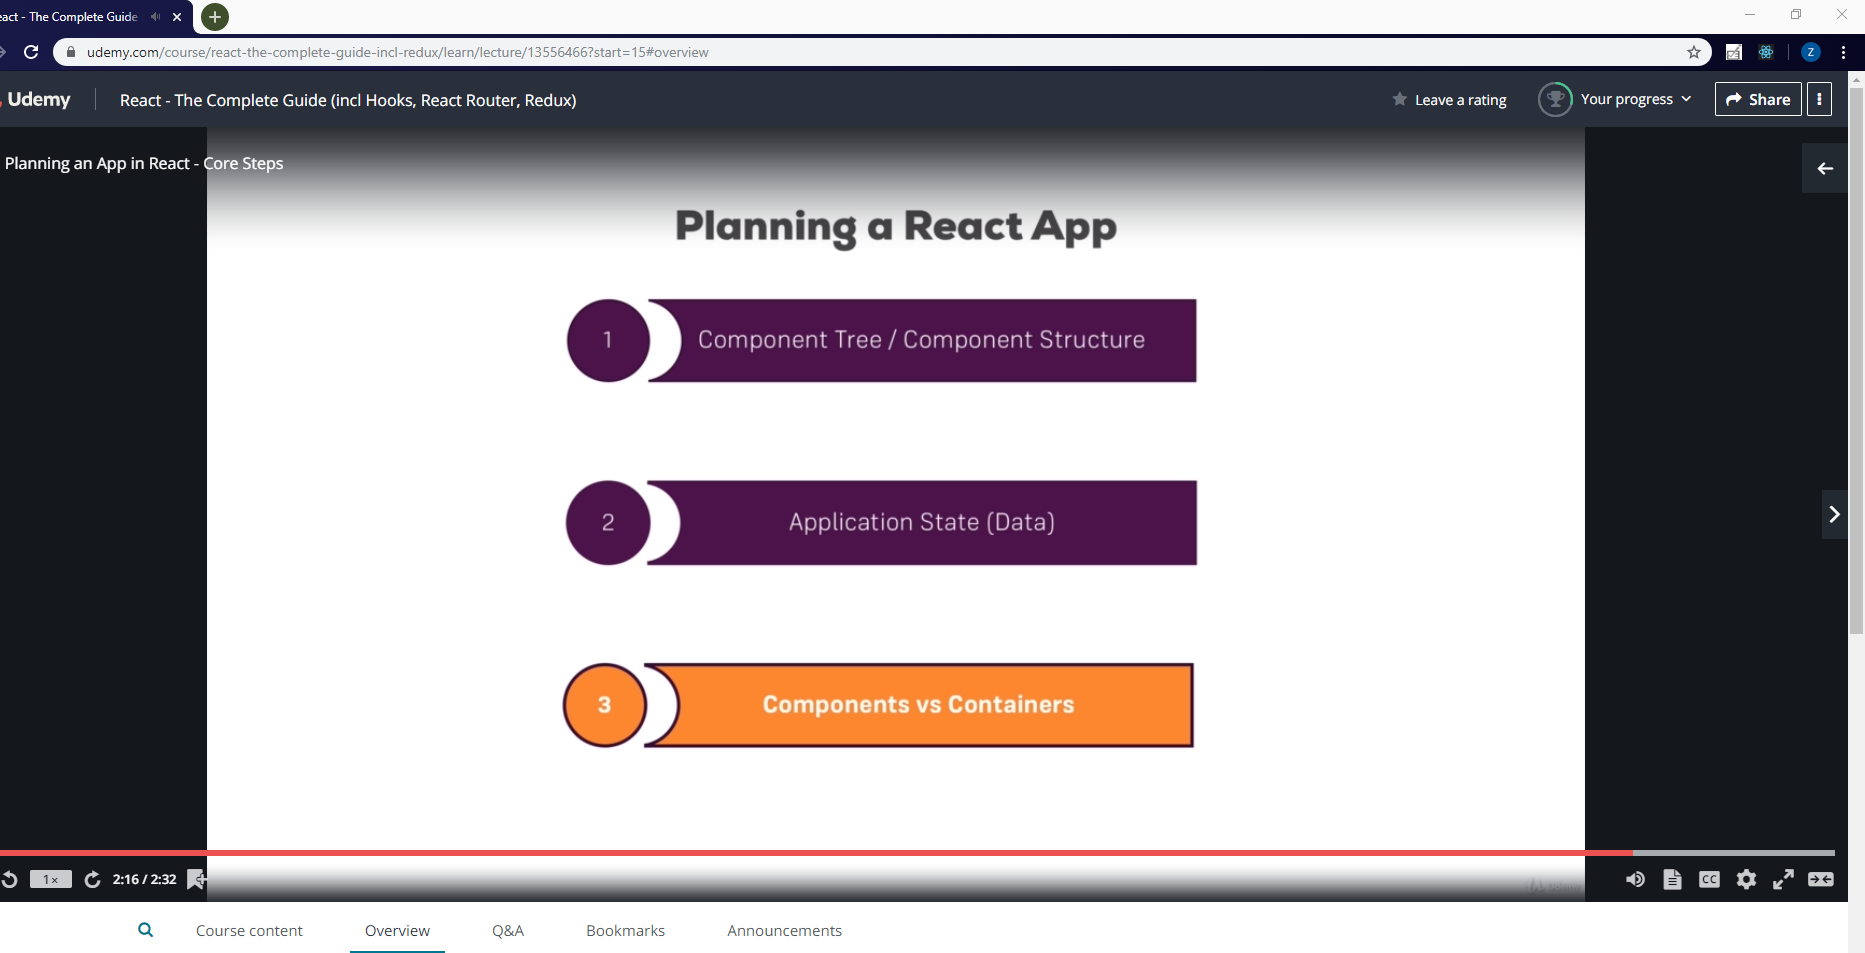 eact - The Complete Guide
udemy.com/course/react-the-complete-guide-incl-redux/learn/lecture/13556466?start=15#overview
Z
Udemy
React - The Complete Guide (incl Hooks, React Router, Redux)
Leave a rating
Your progress
Share
Planning an App in React - Core Steps
Planning a React App
1
Component Tree / Component Structure
2
Application State (Data)
3
Components vs Containers
1×
2:16 / 2:32
CC
Course content
Overview
Q&A
Bookmarks
Announcements